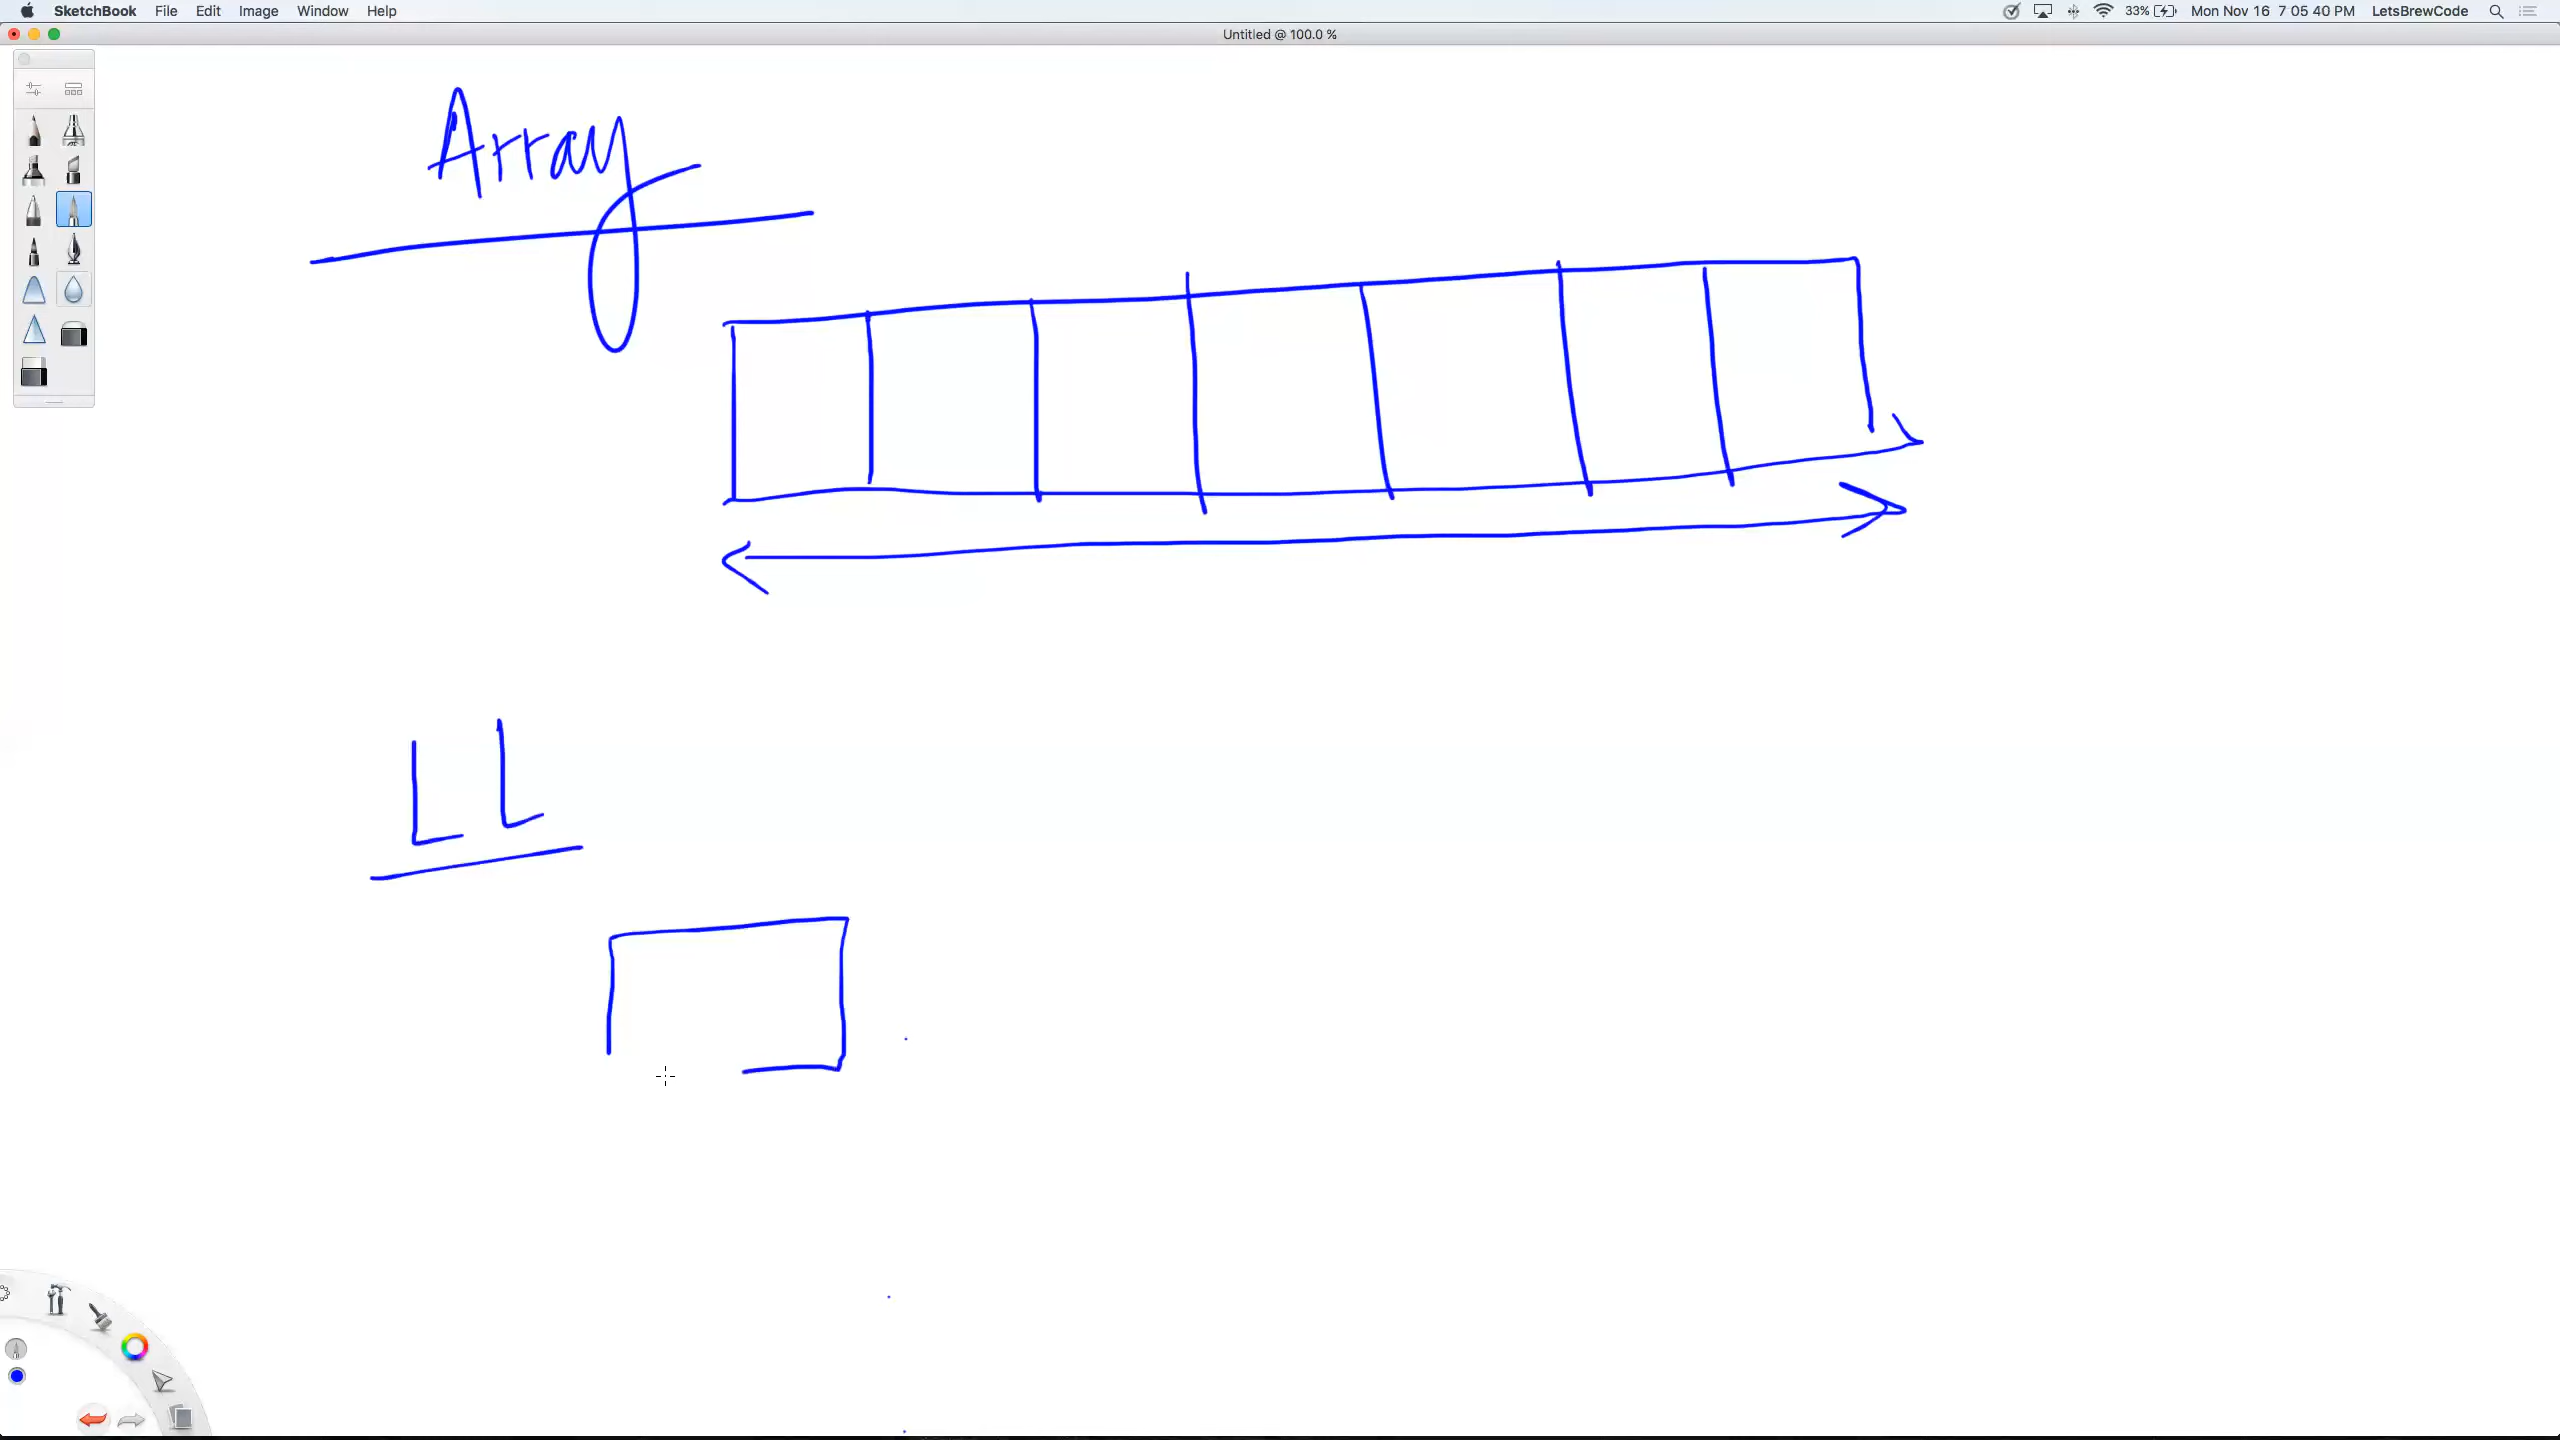 SketchBook File Edit Image Window Help 33% Mon Nov 16 7 05 40 PM LetsBrewCode
Untitled @ 100.0 %
Array
LL